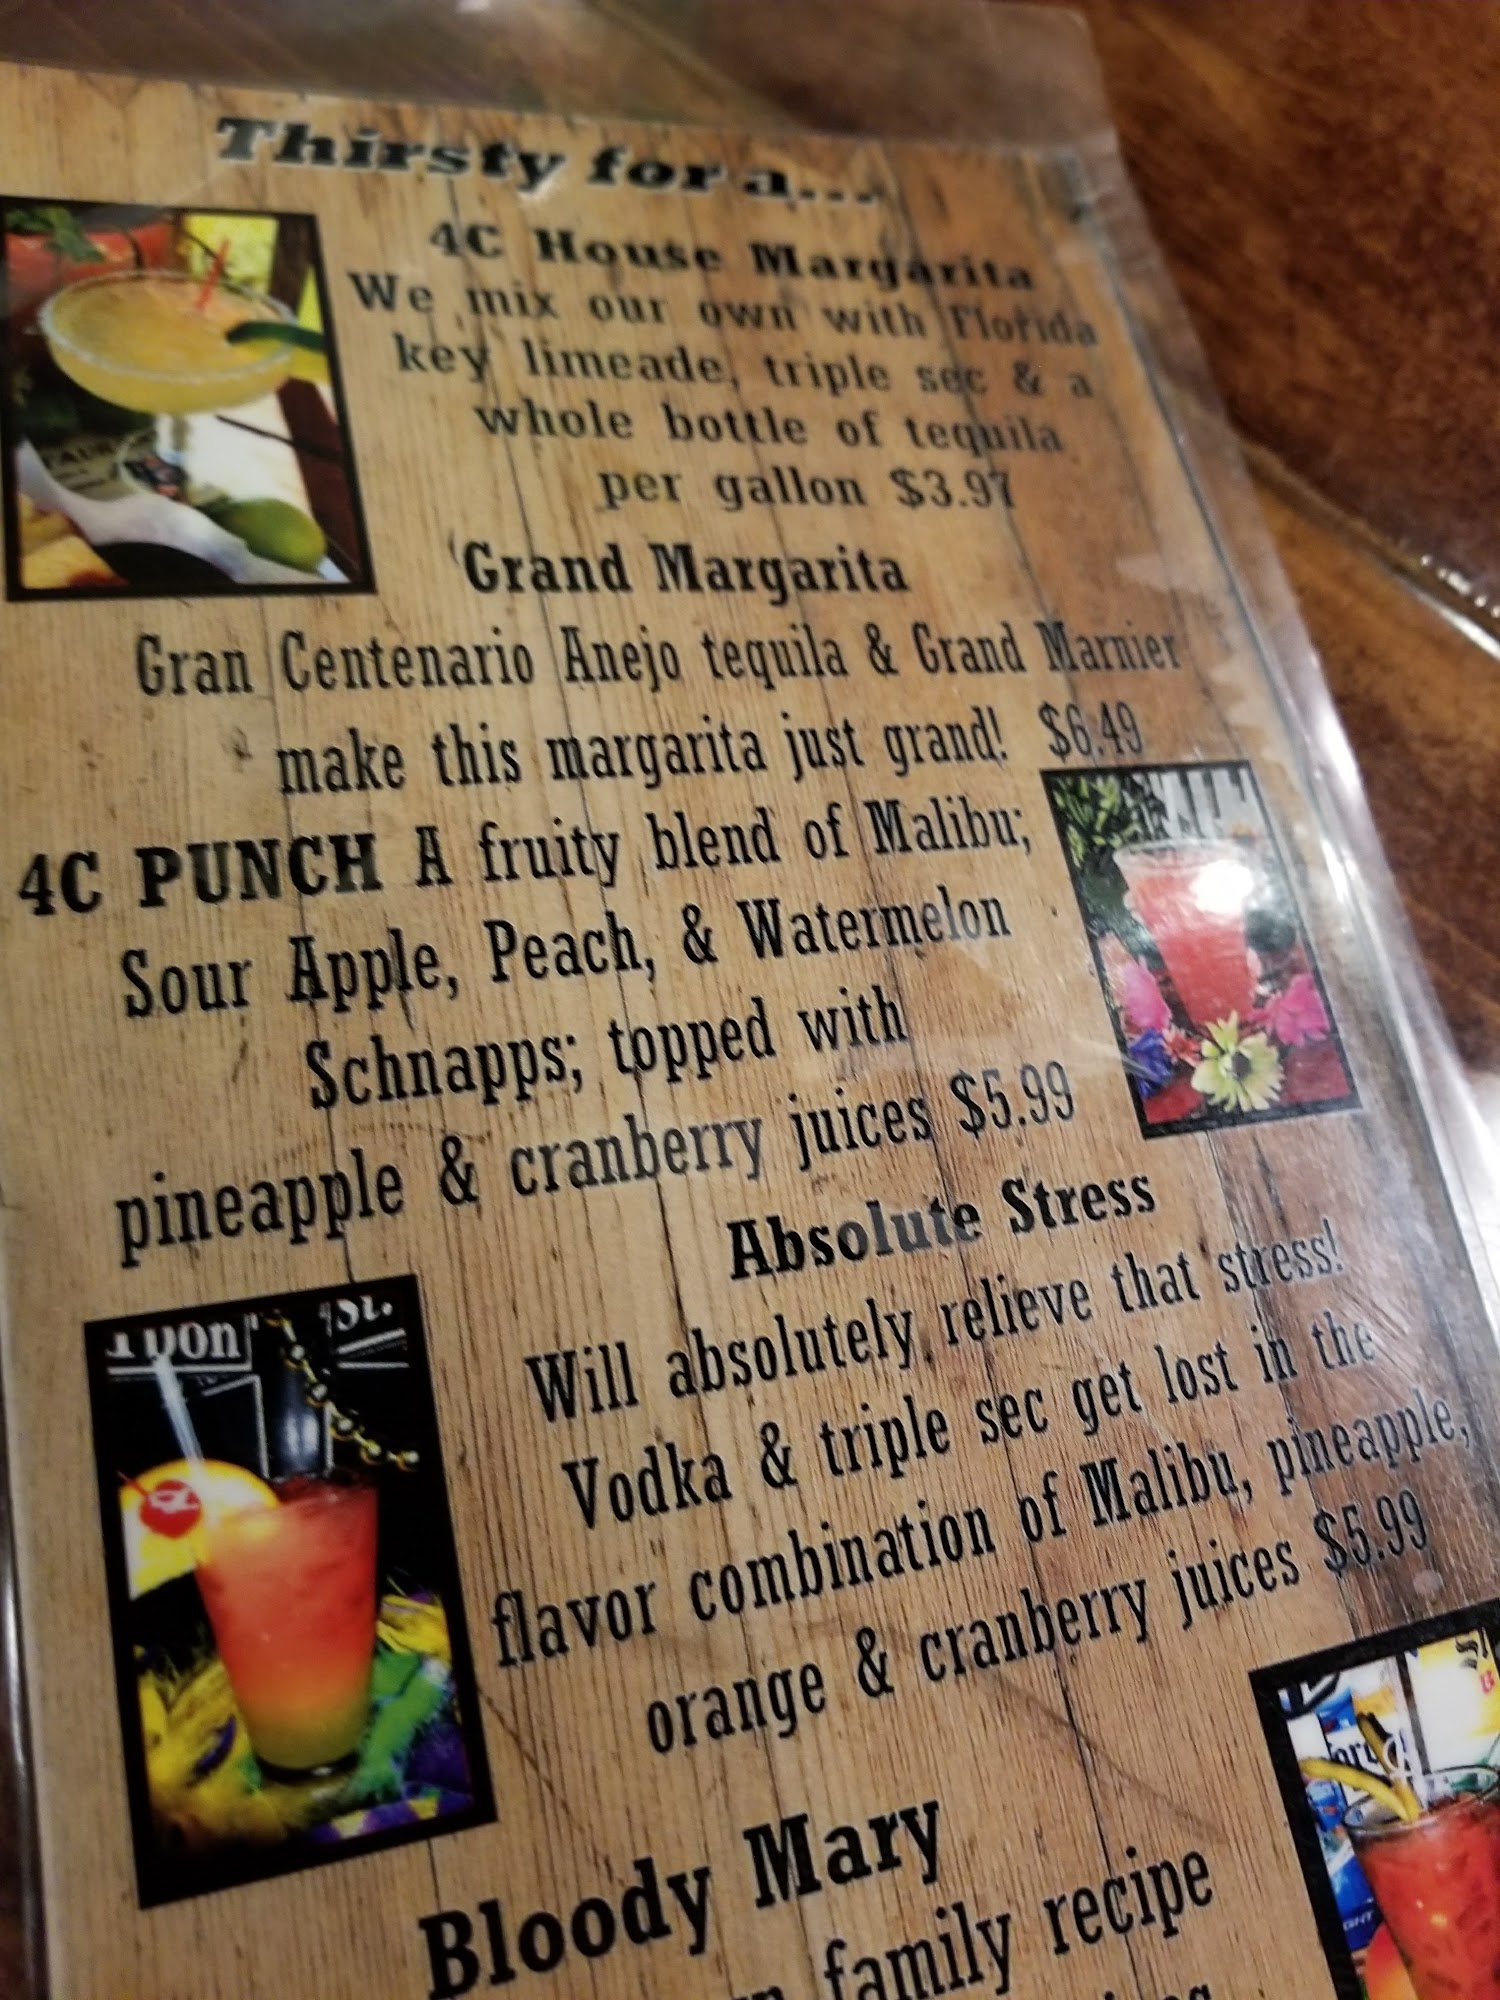 Thirsty for a...
4C House Margarita
We mix our own with Florida
key limeade, triple sec & a
whole bottle of tequila
per gallon $3.97
Grand Margarita
Gran Centenario Anejo tequila & Grand Marnier
make this margarita just grand! $6.49
4C PUNCH A fruity blend of Malibu;
Sour Apple, Peach, & Watermelon
Schnapps; topped with
pineapple & cranberry juices $5.99
Absolute Stress
Will absolutely relieve that stress!
Vodka & triple sec get lost in the
flavor combination of Malibu, pineapple,
orange & cranberry juices $5.99
Bloody Mary
family recipe